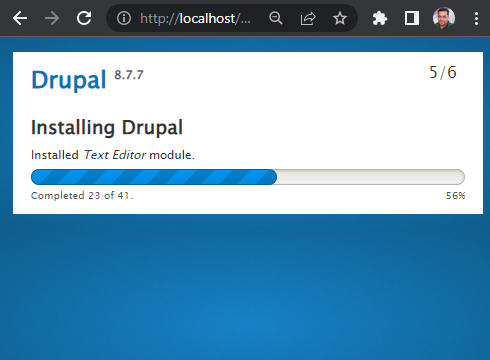 http://localhost/...
Drupal 8.7.7
5/6
Installing Drupal
Installed Text Editor module.
Completed 23 of 41.
56%